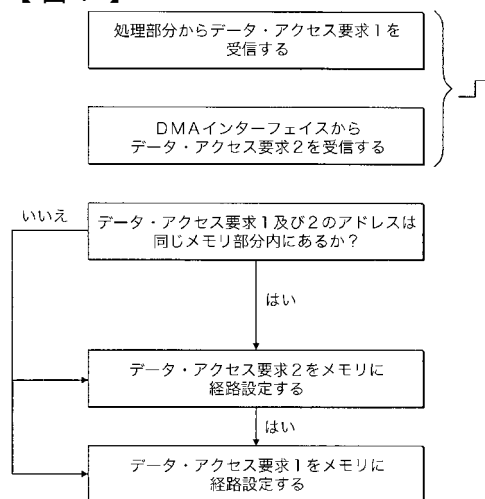 処理部分からデータ・アクセス要求1を
受信する
DMAインターフェイスから
データ・アクセス要求2を受信する
いいえ
データ・アクセス要求1及び2のアドレスは
同じメモリ部分内にあるか？
はい
データ・アクセス要求2をメモリに
経路設定する
はい
データ・アクセス要求1をメモリに
経路設定する